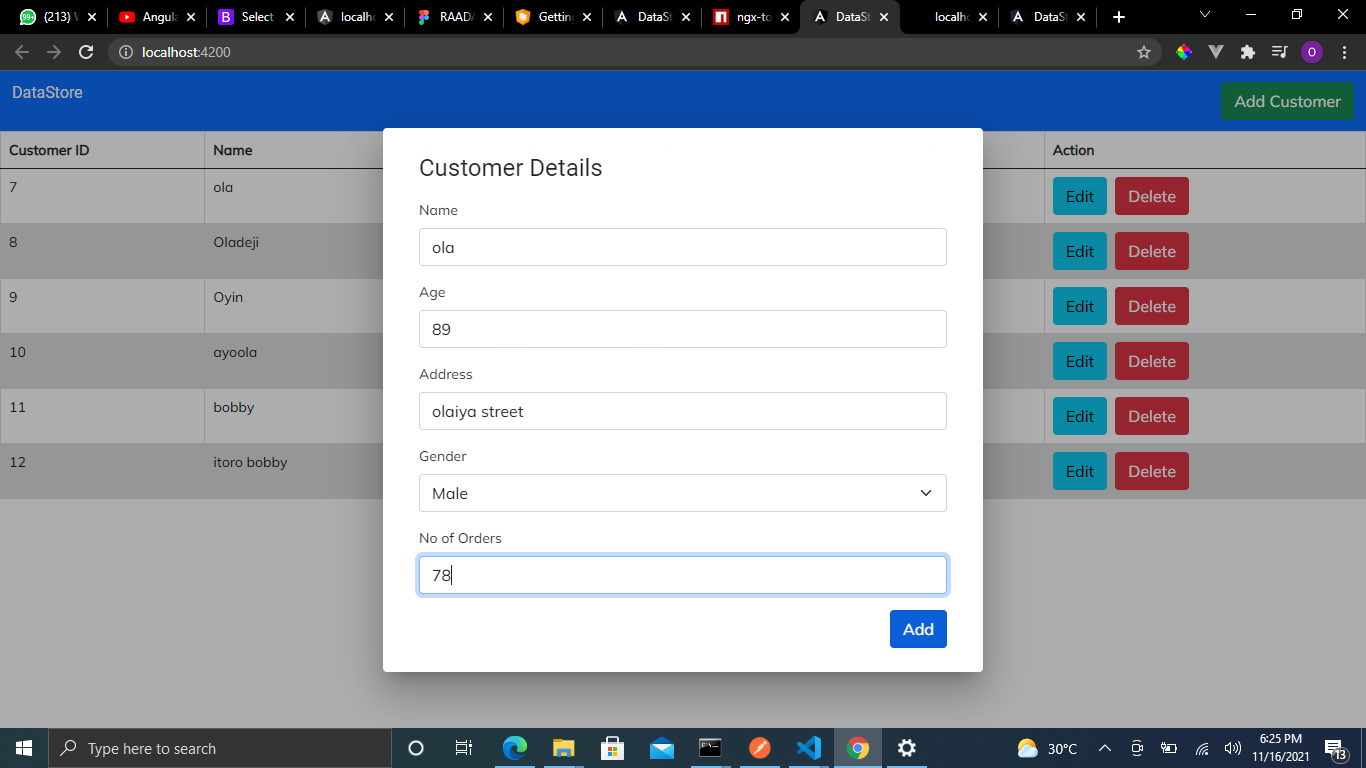 (213) W Angula Select localho RAADA Getting DataSt ngx-to DataSt localho DataSt
localhost:4200 O
DataStore Add Customer
Customer ID Name Action
7 ola Edit Delete
8 Oladeji Edit Delete
9 Oyin Edit Delete
10 ayoola Edit Delete
11 bobby Edit Delete
12 itoro bobby Edit Delete
Customer Details
Name
ola
Age
89
Address
olaiya street
Gender
Male
No of Orders
78
Add
Type here to search 30°C 6:25 PM
11/16/2021 13